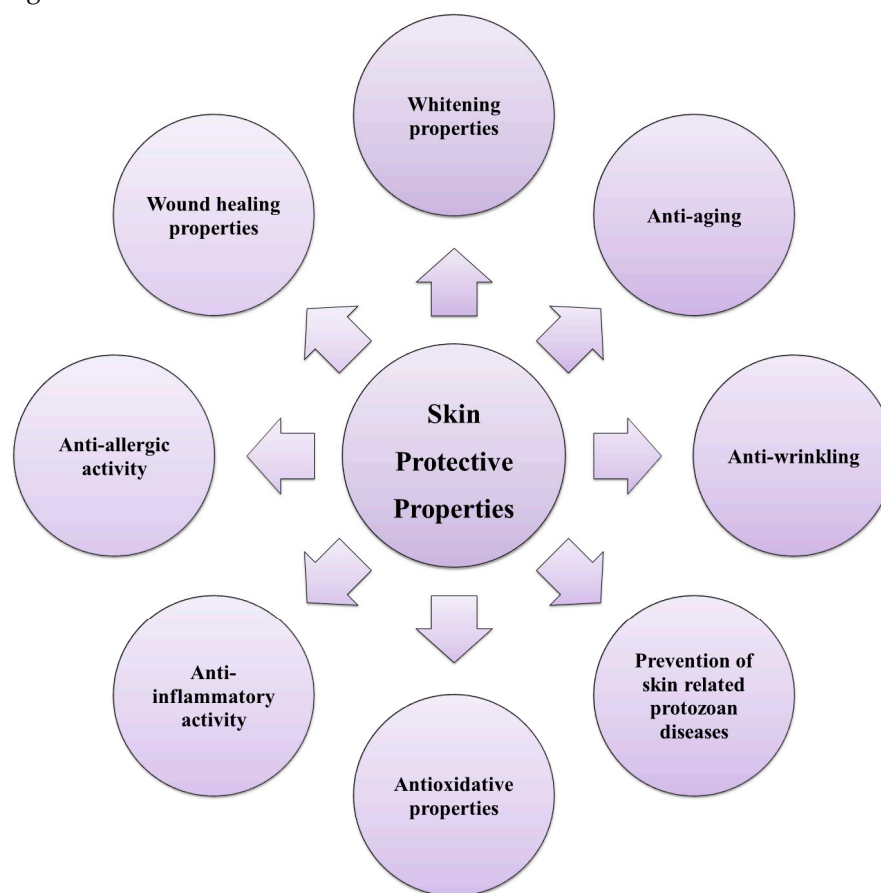 Whitening
properties
Wound healing
properties
Anti-aging
Skin
Protective
Properties
Anti-allergic
activity
Anti-wrinkling
Anti-
inflammatory
activity
Prevention of
skin related
protozoan
diseases
Antioxidative
properties